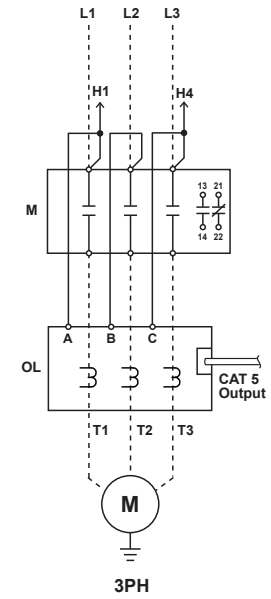 L1 L2 L3
H1 H4
M
13 21
14 22
A B C
OL
CAT 5
Output
T1 T2 T3
M
3PH